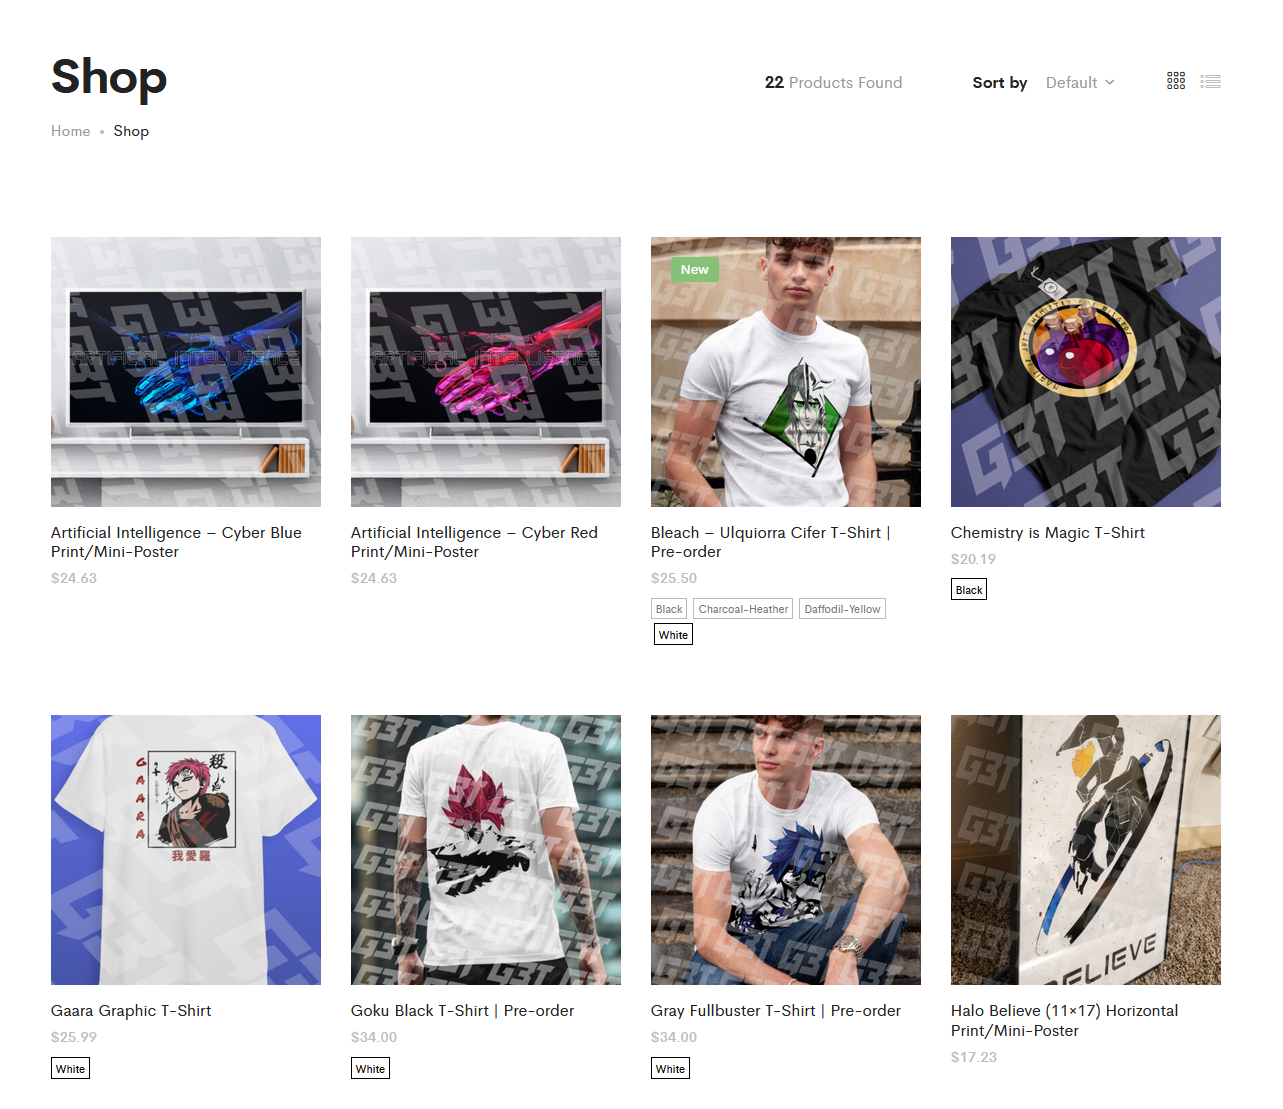 Shop
22 Products Found
Sort by Default
Home • Shop
ARTIFICIAL INTELLIGENCE
ARTIFICIAL INTELLIGENCE
New
G3T
Artificial Intelligence – Cyber Blue
Print/Mini-Poster
$24.63
Artificial Intelligence – Cyber Red
Print/Mini-Poster
$24.63
Bleach – Ulquiorra Cifer T-Shirt |
Pre-order
$25.50
Black Charcoal-Heather Daffodil-Yellow
White
Chemistry is Magic T-Shirt
$20.19
Black
GAARA
殺
我愛羅
BELIEVE
Gaara Graphic T-Shirt
$25.99
White
Goku Black T-Shirt | Pre-order
$34.00
White
Gray Fullbuster T-Shirt | Pre-order
$34.00
White
Halo Believe (11×17) Horizontal
Print/Mini-Poster
$17.23